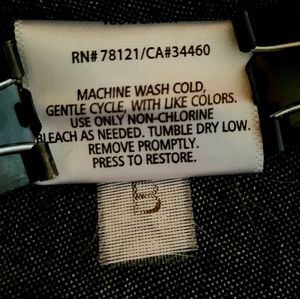 RN# 78121/CA# 34460
MACHINE WASH COLD,
GENTLE CYCLE, WITH LIKE COLORS.
USE ONLY NON-CHLORINE
BLEACH AS NEEDED. TUMBLE DRY LOW.
REMOVE PROMPTLY.
PRESS TO RESTORE.